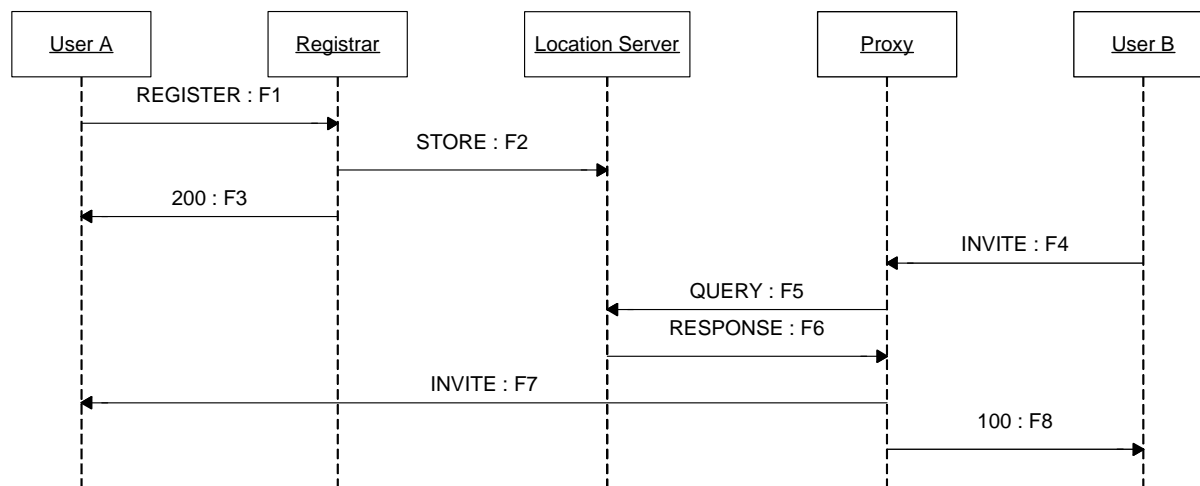 User A
Registrar
Location Server
Proxy
User B
REGISTER : F1
STORE : F2
200 : F3
INVITE : F4
QUERY : F5
RESPONSE : F6
INVITE : F7
100 : F8